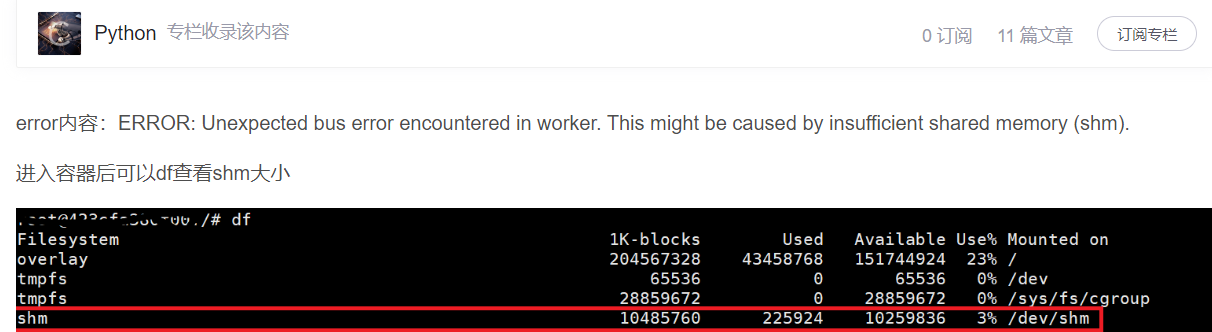 Python 专栏收录该内容 0 订阅 11 篇文章 订阅专栏
error内容：ERROR: Unexpected bus error encountered in worker. This might be caused by insufficient shared memory (shm).
进入容器后可以df查看shm大小
# df
Filesystem 1K-blocks Used Available Use% Mounted on
overlay 204567328 43458768 151744924 23% /
tmpfs 65536 0 65536 0% /dev
tmpfs 28859672 0 28859672 0% /sys/fs/cgroup
shm 10485760 225924 10259836 3% /dev/shm